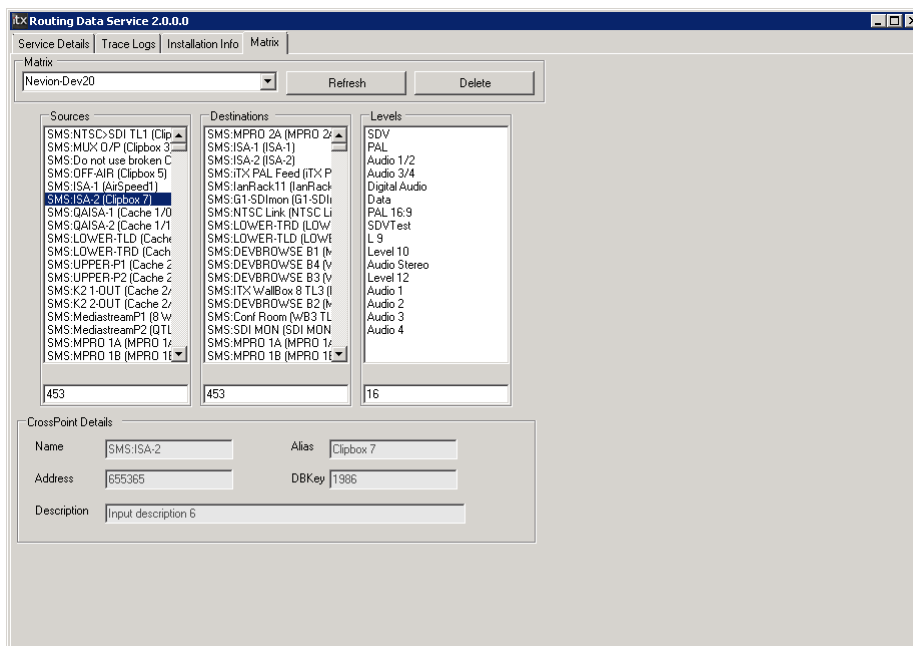 itx Routing Data Service 2.0.0.0
Service Details Trace Logs Installation Info Matrix
Matrix
Nevion-Dev20 Refresh Delete
Sources
SMS:NTSC>SDI TL1 (Clip
SMS:MUX O/P (Clipbox 3
SMS:Do not use broken C
SMS:OFF-AIR (Clipbox 5)
SMS:ISA-1 (AirSpeed1)
SMS:ISA-2 (Clipbox 7)
SMS:QAISA-1 (Cache 1/0
SMS:QAISA-2 (Cache 1/1
SMS:LOWER-TLD (Cache
SMS:LOWER-TRD (Cach
SMS:UPPER-P1 (Cache 2
SMS:UPPER-P2 (Cache 2
SMS:K2 1-OUT (Cache 2/
SMS:K2 2-OUT (Cache 2/
SMS:MediastreamP1 (8 W
SMS:MediastreamP2 (QTL
SMS:MPRO 1A (MPRO 1A
SMS:MPRO 1B (MPRO 1E
453
Destinations
SMS:MPRO 2A (MPRO 2A
SMS:ISA-1 (ISA-1)
SMS:ISA-2 (ISA-2)
SMS:iTX PAL Feed (iTX P
SMS:IanRack11 (IanRack
SMS:G1-SDImon (G1-SDI
SMS:NTSC Link (NTSC Li
SMS:LOWER-TRD (LOW
SMS:LOWER-TLD (LOWE
SMS:DEVBROWSE B1 (M
SMS:DEVBROWSE B4 (V
SMS:DEVBROWSE B3 (V
SMS:ITX WallBox 8 TL3 (
SMS:DEVBROWSE B2 (M
SMS:Conf Room (WB3 TL
SMS:SDI MON (SDI MON
SMS:MPRO 1A (MPRO 1A
SMS:MPRO 1B (MPRO 1E
453
Levels
SDV
PAL
Audio 1/2
Audio 3/4
Digital Audio
Data
PAL 16:9
SDVTest
L 9
Level 10
Audio Stereo
Level 12
Audio 1
Audio 2
Audio 3
Audio 4
16
CrossPoint Details
Name SMS:ISA-2 Alias Clipbox 7
Address 655365 DBKey 1986
Description Input description 6